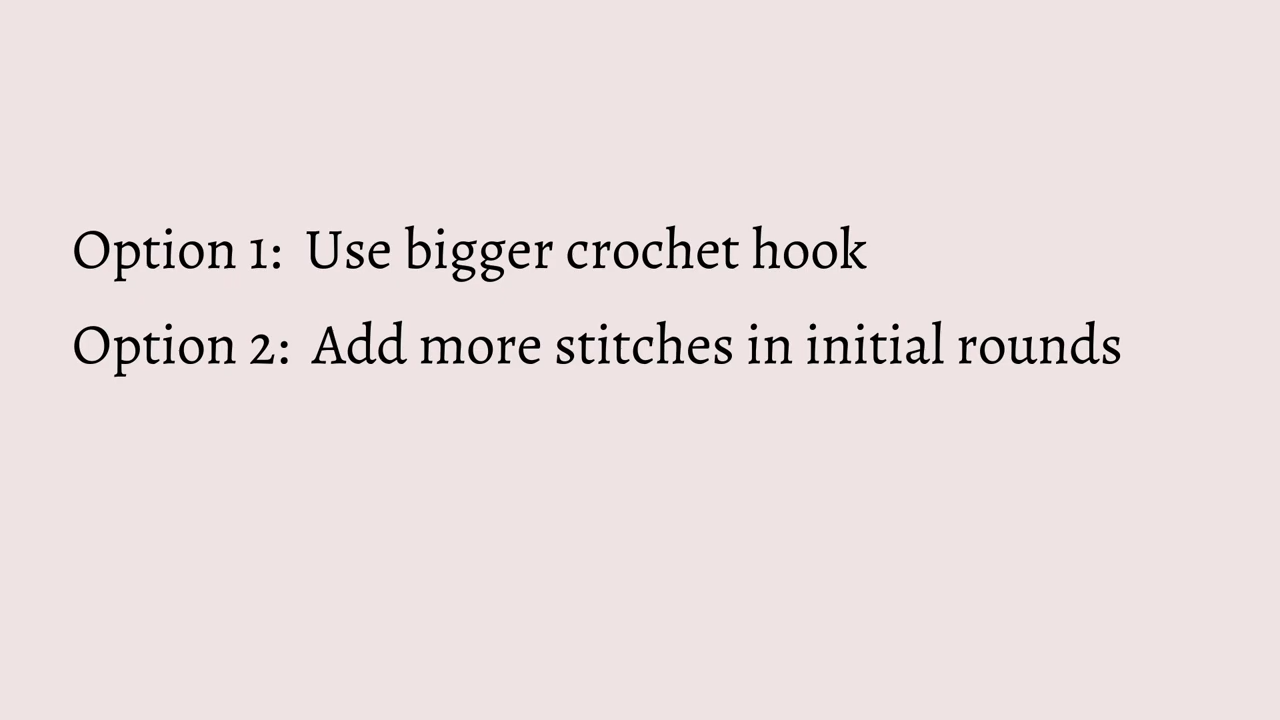 Option 1: Use bigger crochet hook
Option 2: Add more stitches in initial rounds